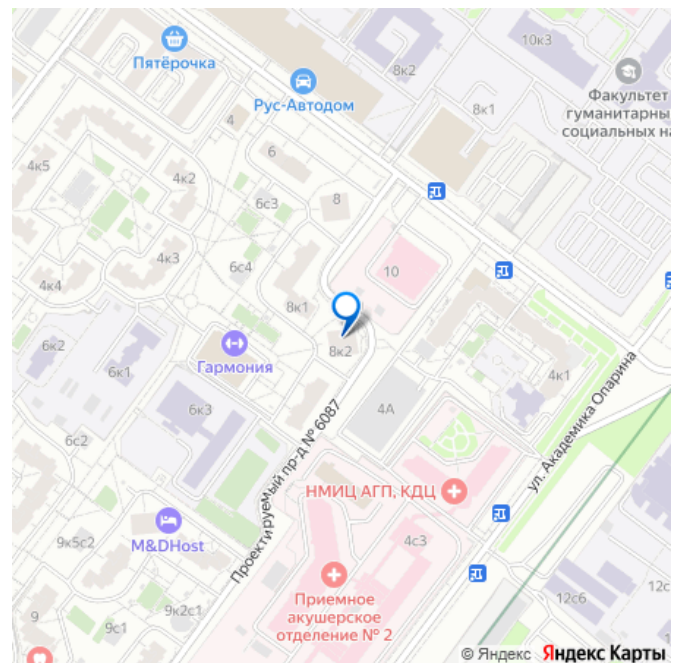 10к3
Пятёрочка
8к2
Рус-Автодом
Факультет
гуманитарны
социальных на
8к1
4
4к5
4к2
6
6с3
8
4к3
6с4
10
4к4
8к1
6к2
6к1
Гармония
8к2
4к1
6к3
4А
ул. Академика Опарина
6с2
Проектируемый пр-д № 6087
НМИЦ АГП, КДЦ
9к5с2
M&DHost
4с3
Приемное
акушерское
отделение № 2
12с6
12с
9к2с1
9
9с1
© Яндекс Яндекс Карты